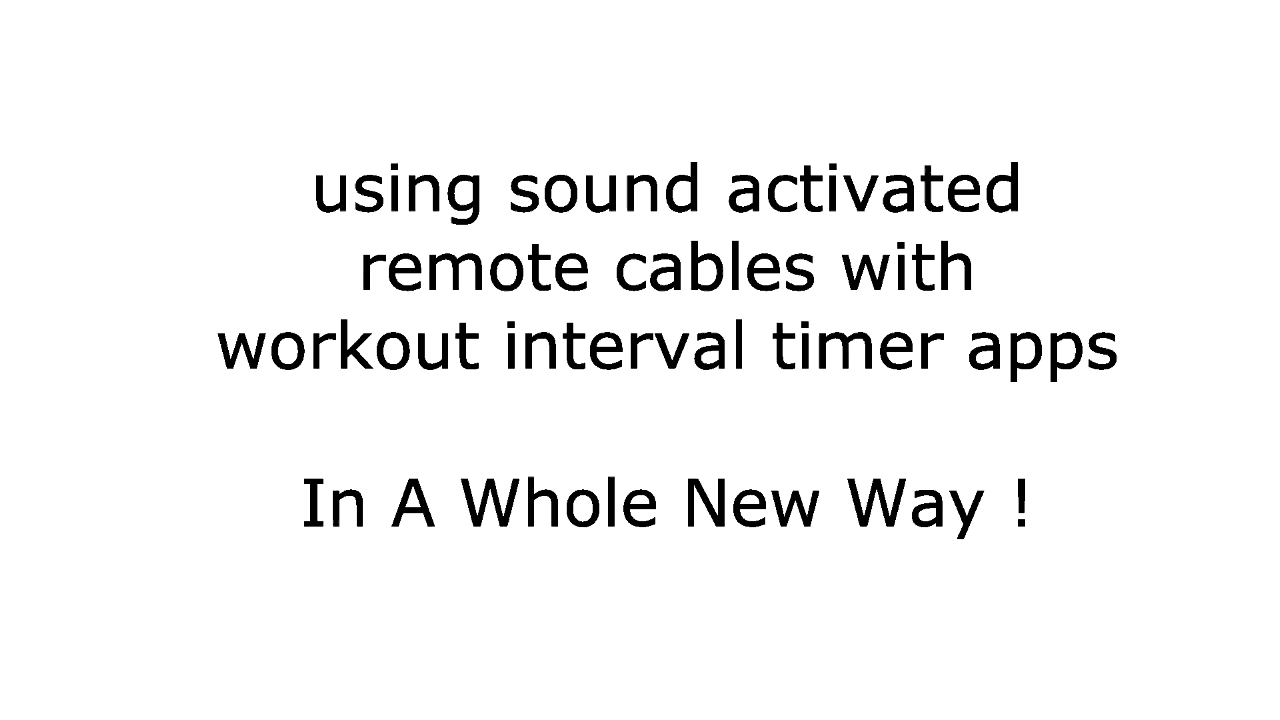 using sound activated
remote cables with
workout interval timer apps
In A Whole New Way !